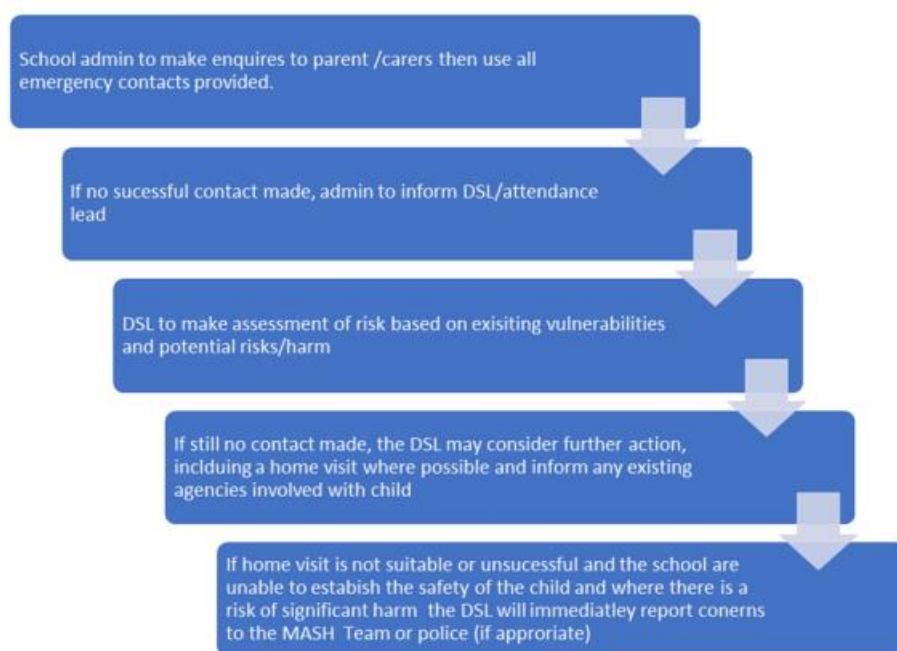 School admin to make enquires to parent /carers then use all
emergency contacts provided.
If no sucessful contact made, admin to inform DSL/attendance
lead
DSL to make assessment of risk based on exisiting vulnerabilities
and potential risks/harm
If still no contact made, the DSL may consider further action,
inclduing a home visit where possible and inform any existing
agencies involved with child
If home visit is not suitable or unsucessful and the school are
unable to estabish the safety of the child and where there is a
risk of significant harm the DSL will immediatley report conerns
to the MASH Team or police (if approriate)